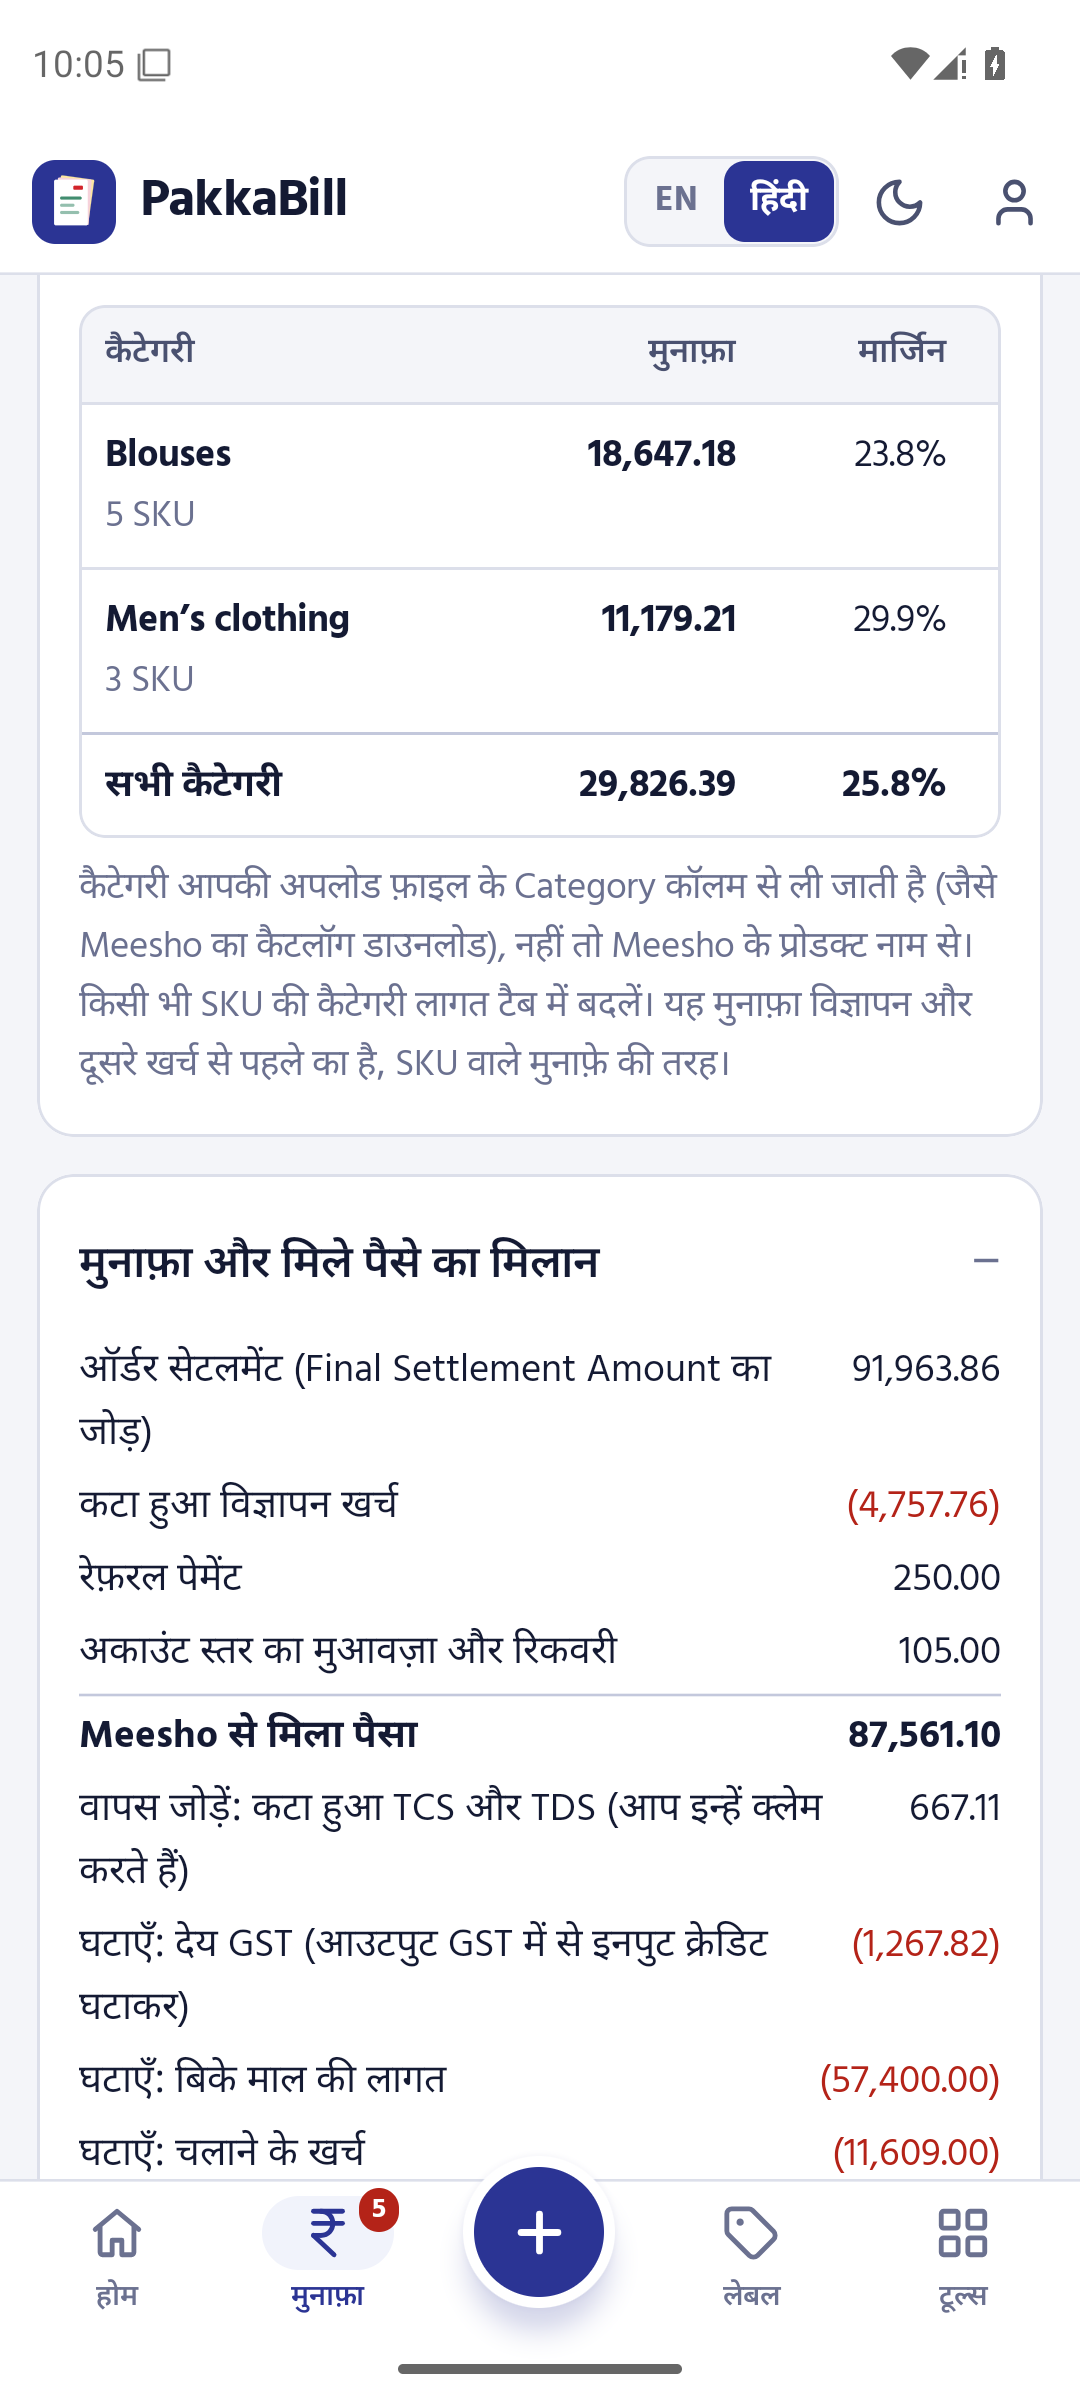 10:05
PakkaBill
EN हिंदी
कैटेगरी मुनाफ़ा मार्जिन
Blouses 18,647.18 23.8%
5 SKU
Men’s clothing 11,179.21 29.9%
3 SKU
सभी कैटेगरी 29,826.39 25.8%
कैटेगरी आपकी अपलोड फ़ाइल के Category कॉलम से ली जाती है (जैसे
Meesho का कैटलॉग डाउनलोड), नहीं तो Meesho के प्रोडक्ट नाम से।
किसी भी SKU की कैटेगरी लागत टैब में बदलें। यह मुनाफ़ा विज्ञापन और
दूसरे खर्च से पहले का है, SKU वाले मुनाफ़े की तरह।
मुनाफ़ा और मिले पैसे का मिलान –
ऑर्डर सेटलमेंट (Final Settlement Amount का 91,963.86
जोड़)
कटा हुआ विज्ञापन खर्च (4,757.76)
रेफ़रल पेमेंट 250.00
अकाउंट स्तर का मुआवज़ा और रिकवरी 105.00
Meesho से मिला पैसा 87,561.10
वापस जोड़ें: कटा हुआ TCS और TDS (आप इन्हें क्लेम 667.11
करते हैं)
घटाएँ: देय GST (आउटपुट GST में से इनपुट क्रेडिट (1,267.82)
घटाकर)
घटाएँ: बिके माल की लागत (57,400.00)
घटाएँ: चलाने के खर्च (11,609.00)
5
होम मुनाफ़ा लेबल टूल्स